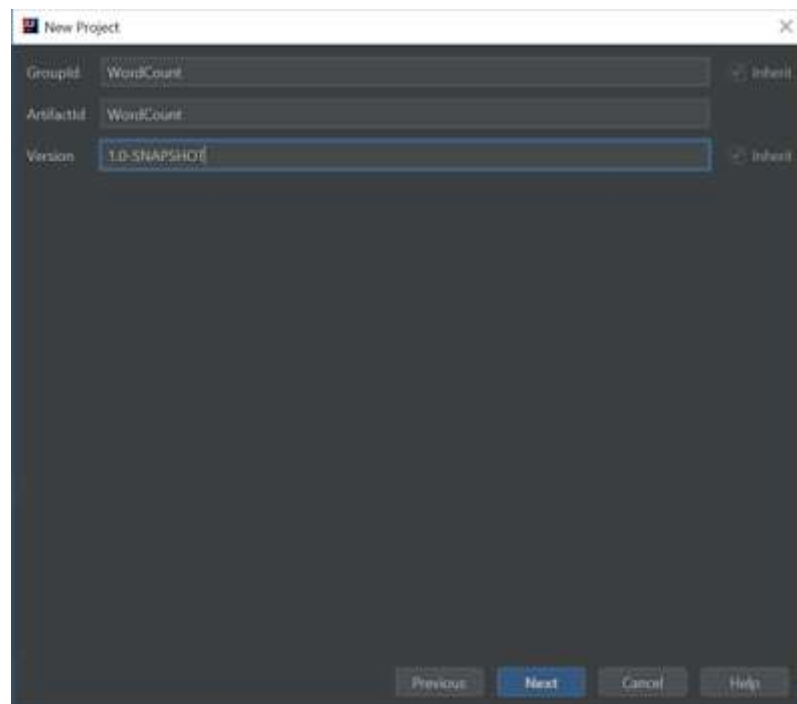 New Project
GroupId WordCount Inherit
ArtifactId WordCount
Version 1.0-SNAPSHOT Inherit
Previous Next Cancel Help